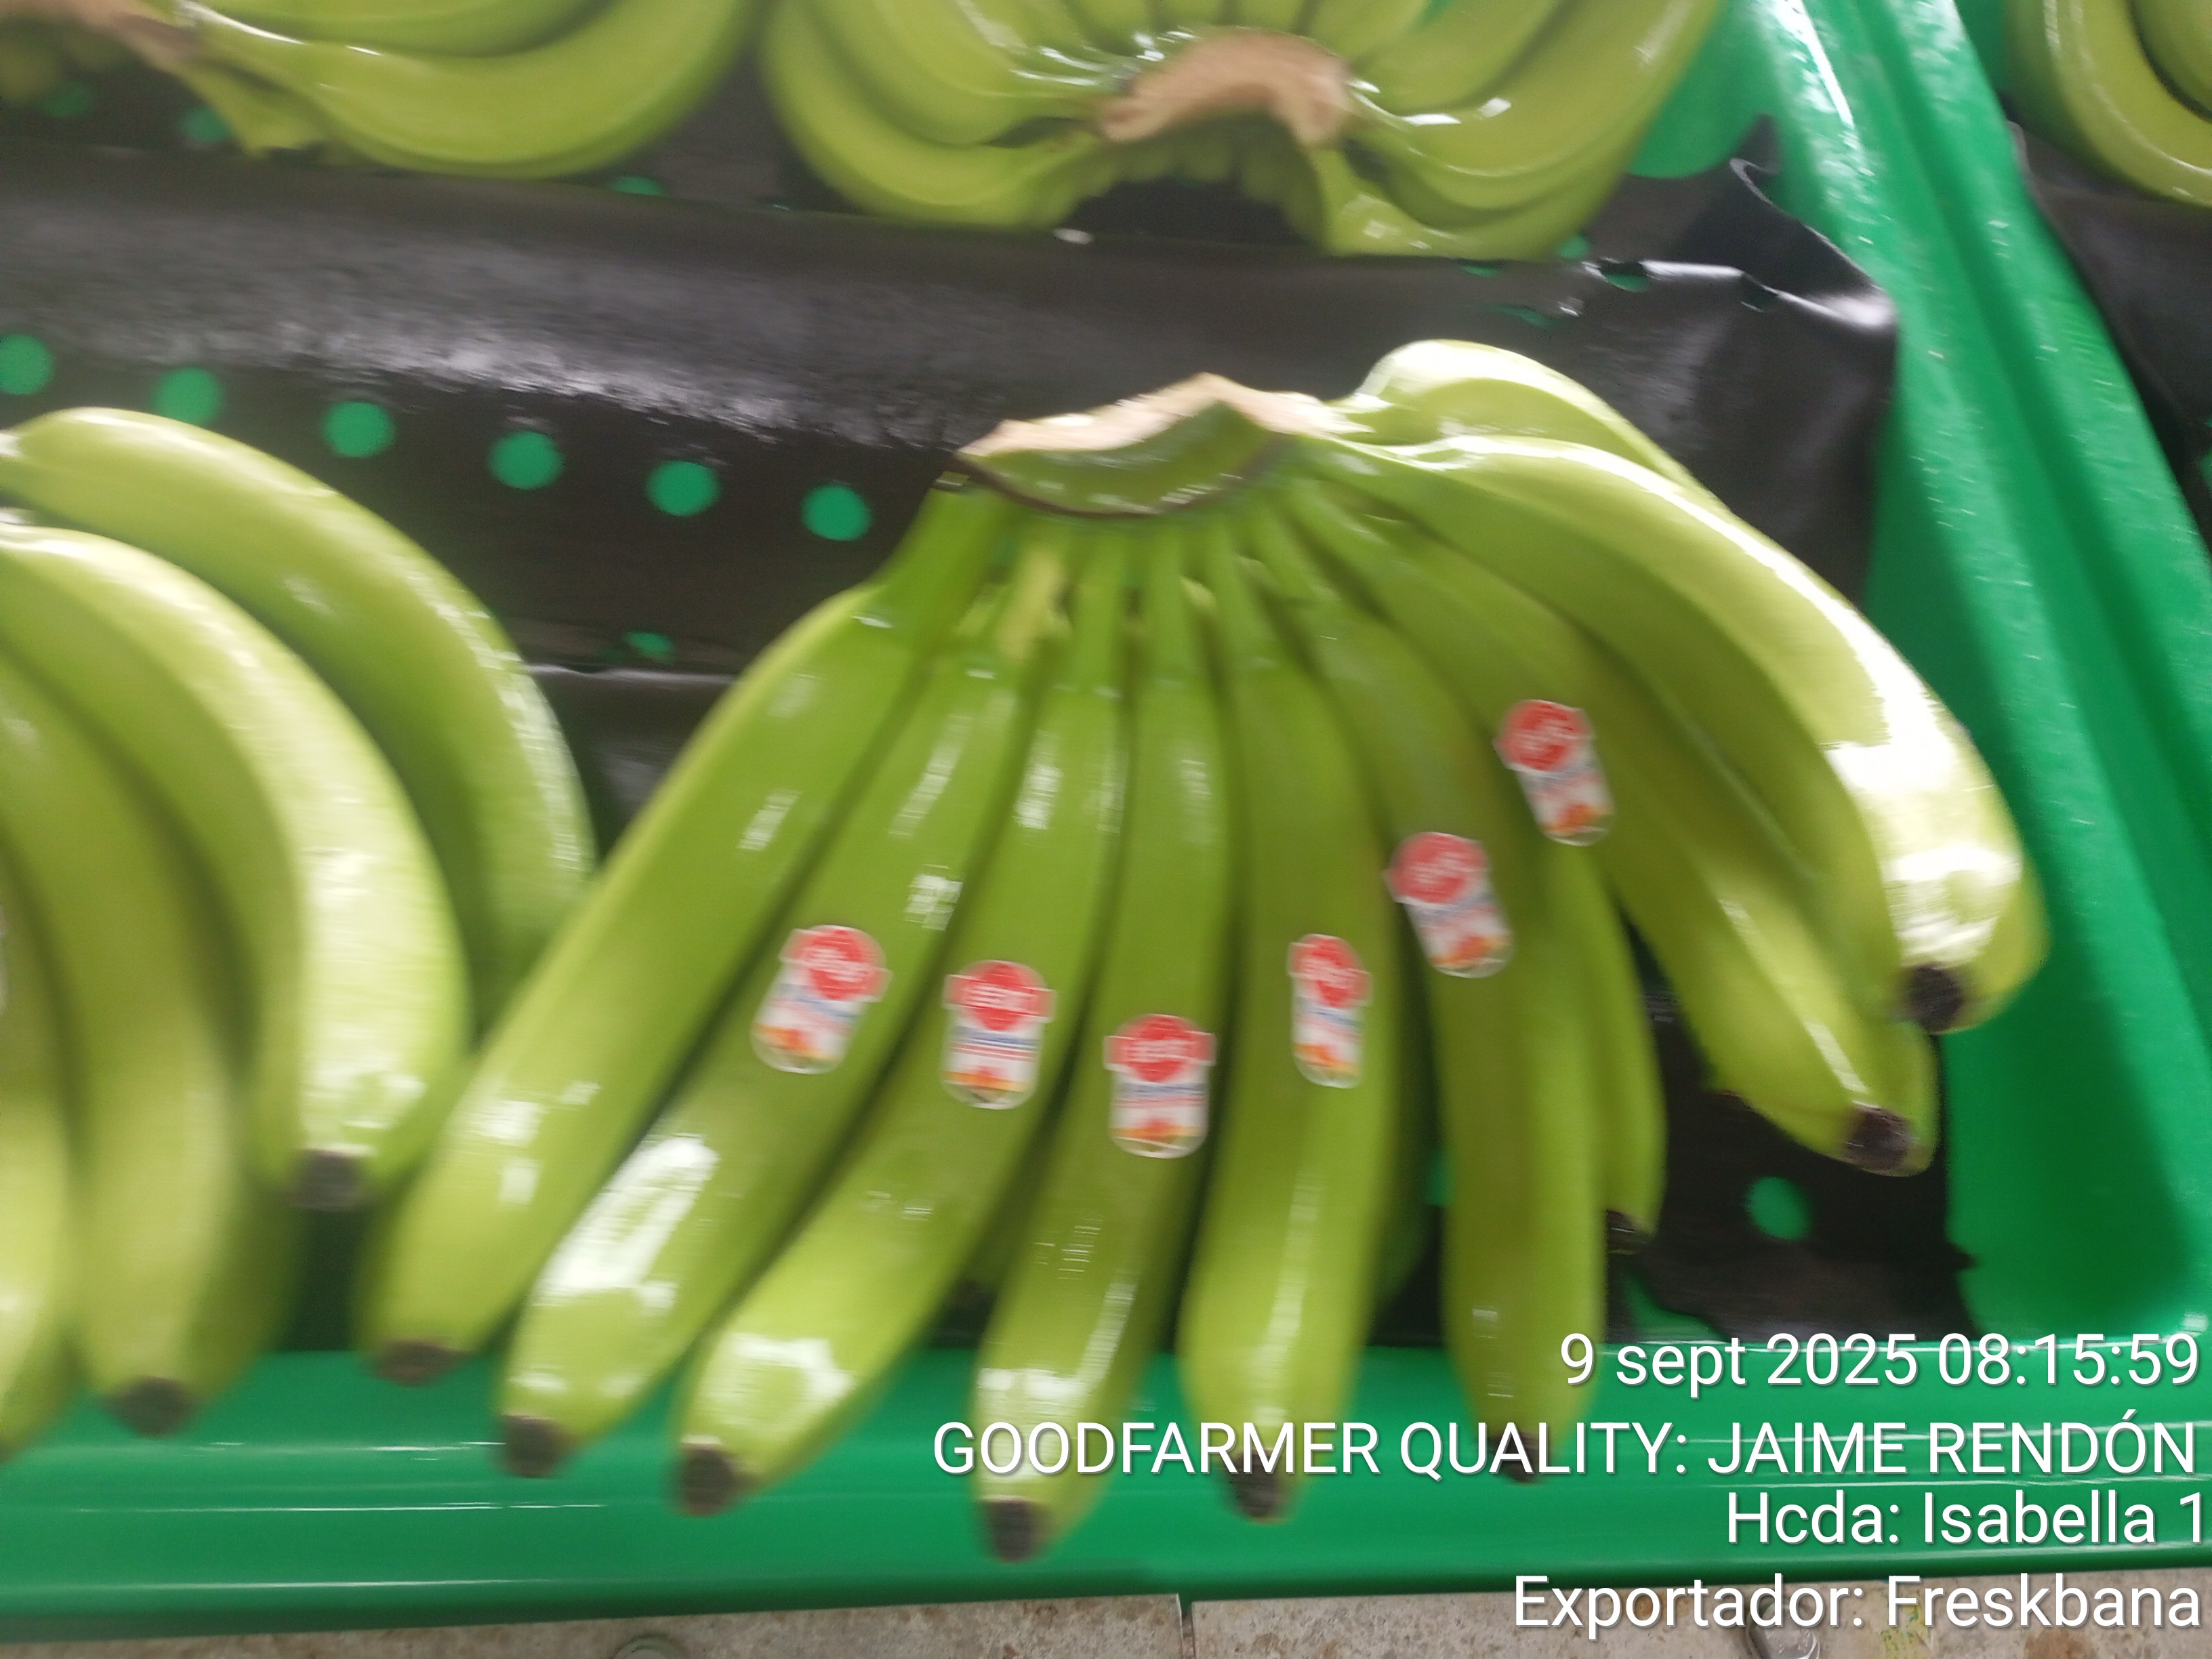 9 sept 2025 08:15:59
GOODFARMER QUALITY: JAIME RENDÓN
Hcda: Isabella 1
Exportador: Freskbana